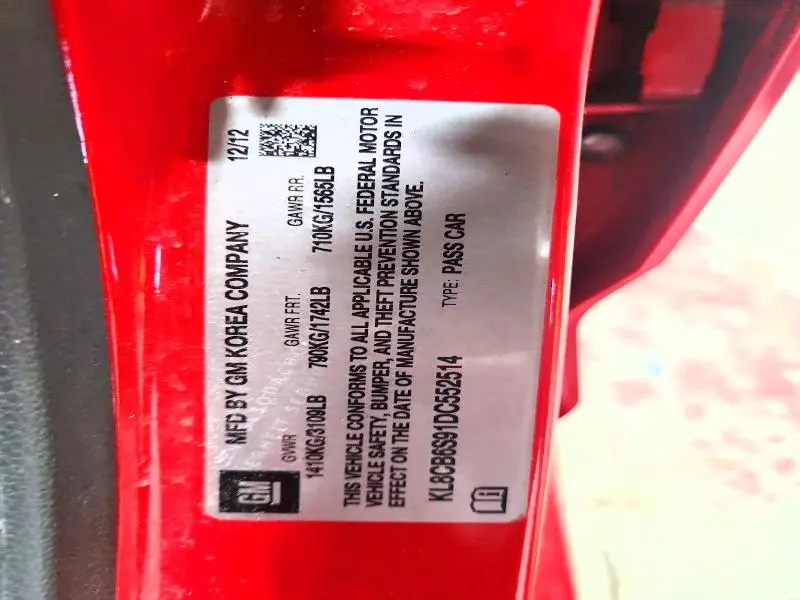 GM MFD BY GM KOREA COMPANY 12/12
GVWR GAWR FRT. GAWR RR.
1410KG/3109LB 790KG/1742LB 710KG/1565LB
THIS VEHICLE CONFORMS TO ALL APPLICABLE U.S. FEDERAL MOTOR
VEHICLE SAFETY, BUMPER, AND THEFT PREVENTION STANDARDS IN
EFFECT ON THE DATE OF MANUFACTURE SHOWN ABOVE.
KL8CB6S91DC552514 TYPE: PASS CAR